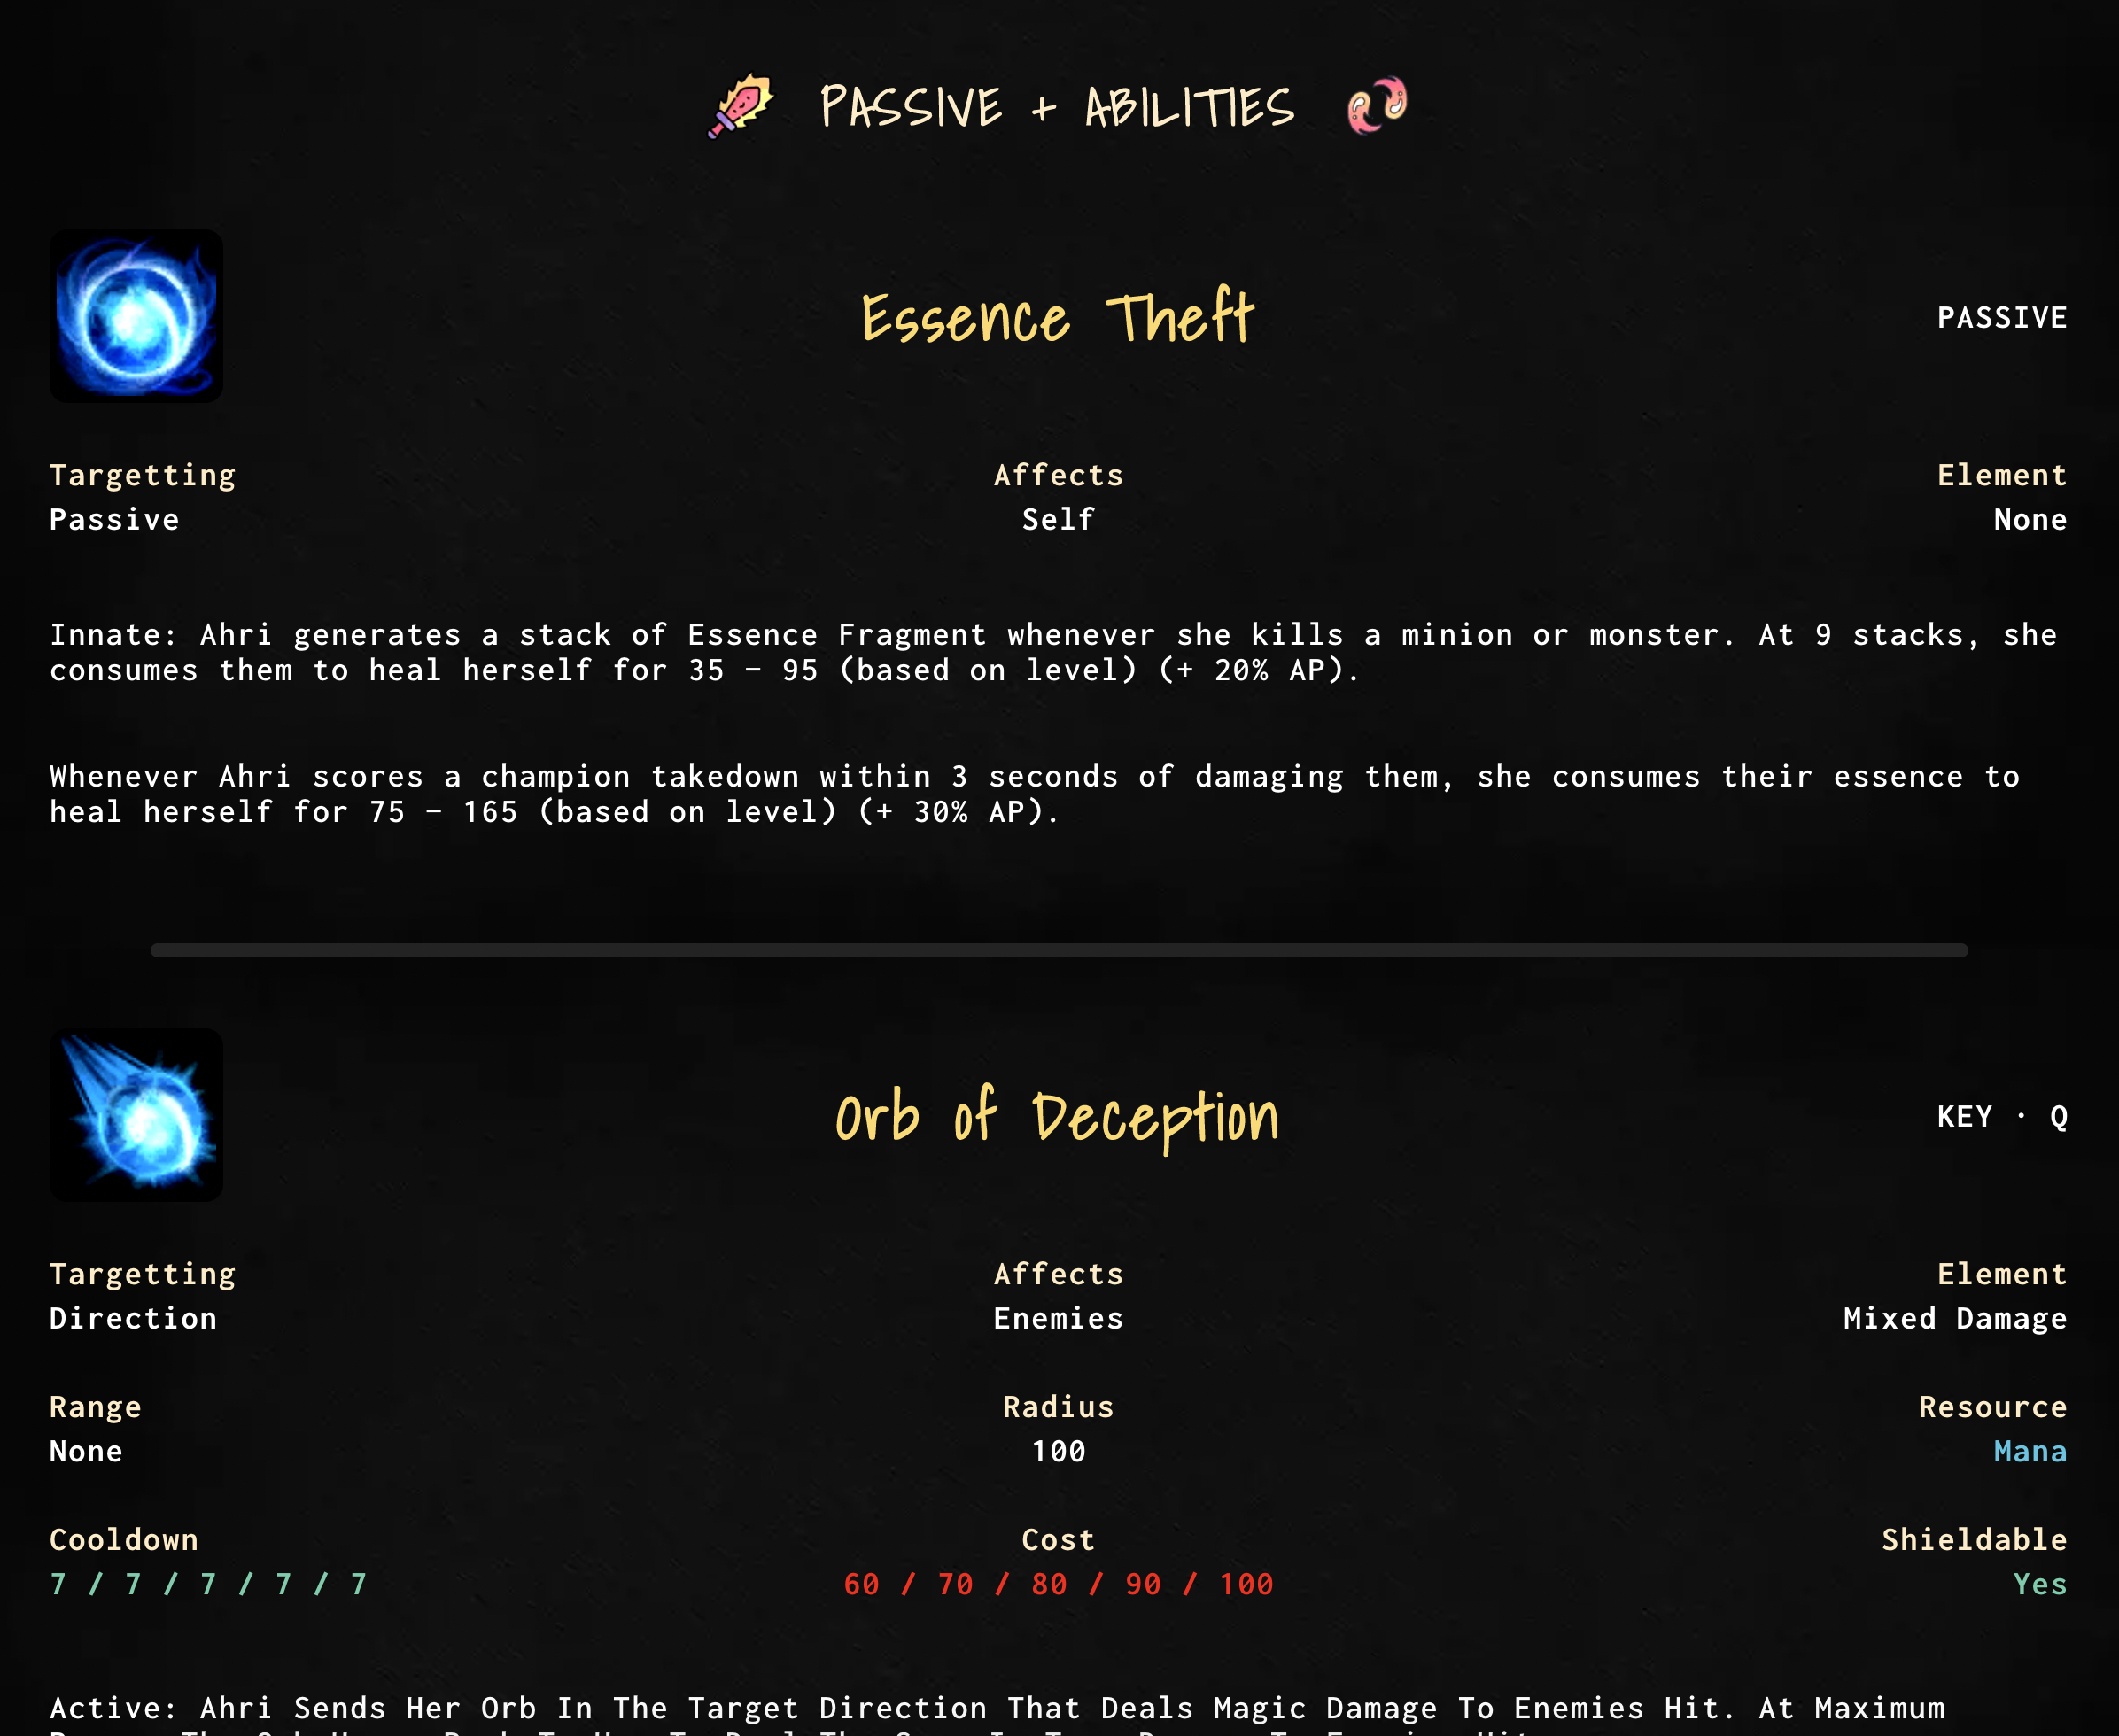 PASSIVE + ABILITIES
Essence Theft
PASSIVE
Targetting
Affects
Element
Passive
Self
None
Innate: Ahri generates a stack of Essence Fragment whenever she kills a minion or monster. At 9 stacks, she
consumes them to heal herself for 35 – 95 (based on level) (+ 20% AP).
Whenever Ahri scores a champion takedown within 3 seconds of damaging them, she consumes their essence to
heal herself for 75 – 165 (based on level) (+ 30% AP).
Orb of Deception
KEY · Q
Targetting
Affects
Element
Direction
Enemies
Mixed Damage
Range
Radius
Resource
None
100
Mana
Cooldown
Cost
Shieldable
7 / 7 / 7 / 7 / 7
60 / 70 / 80 / 90 / 100
Yes
Active: Ahri Sends Her Orb In The Target Direction That Deals Magic Damage To Enemies Hit. At Maximum